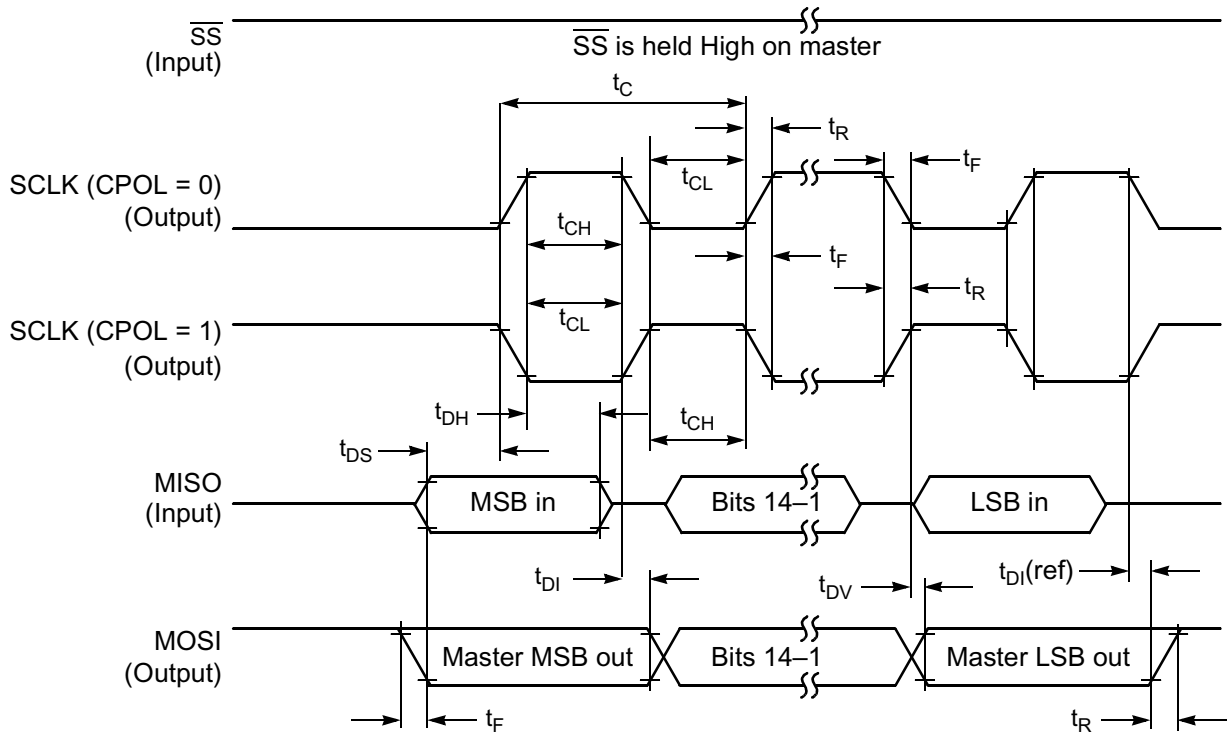 S̅S̅
(Input)
S̅S̅ is held High on master
tC
tR
tCL
tF
SCLK (CPOL = 0)
(Output)
tCH
tF
tR
tCL
SCLK (CPOL = 1)
(Output)
tDH
tCH
tDS
MISO
(Input)
MSB in
Bits 14–1
LSB in
tDI
tDV
tDI(ref)
MOSI
(Output)
Master MSB out
Bits 14–1
Master LSB out
tF
tR